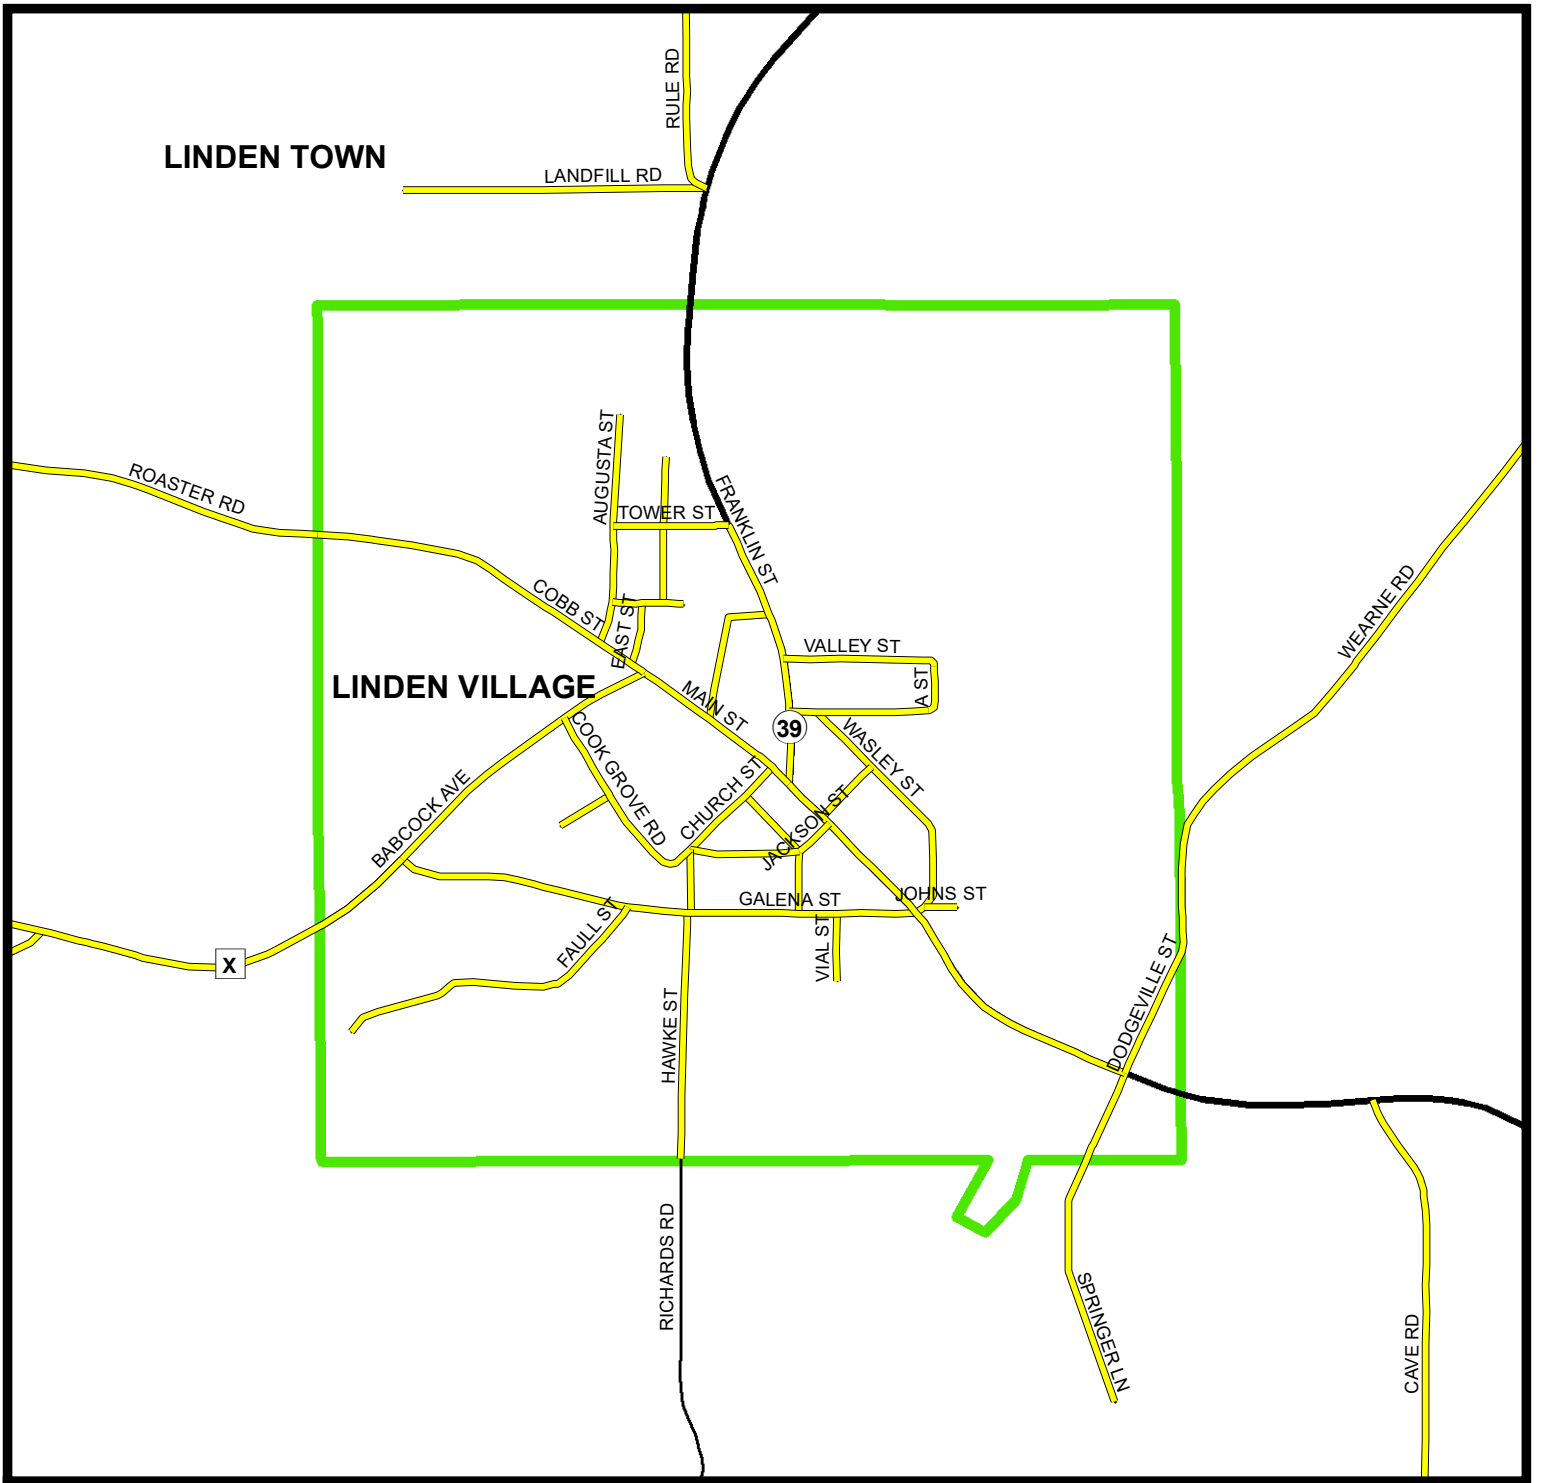 RULE RD
LINDEN TOWN
LANDFILL RD
ROASTER RD
AUGUSTA ST
TOWER ST
FRANKLIN ST
COBB ST
EAST ST
WEARNE RD
VALLEY ST
A ST
LINDEN VILLAGE
MAIN ST
39
WASLEY ST
COOK GROVE RD
CHURCH ST
BABCOCK AVE
JACKSON ST
JOHNS ST
GALENA ST
FAULL ST
VIAL ST
X
DODGEVILLE ST
HAWKE ST
RICHARDS RD
SPRINGER LN
CAVE RD